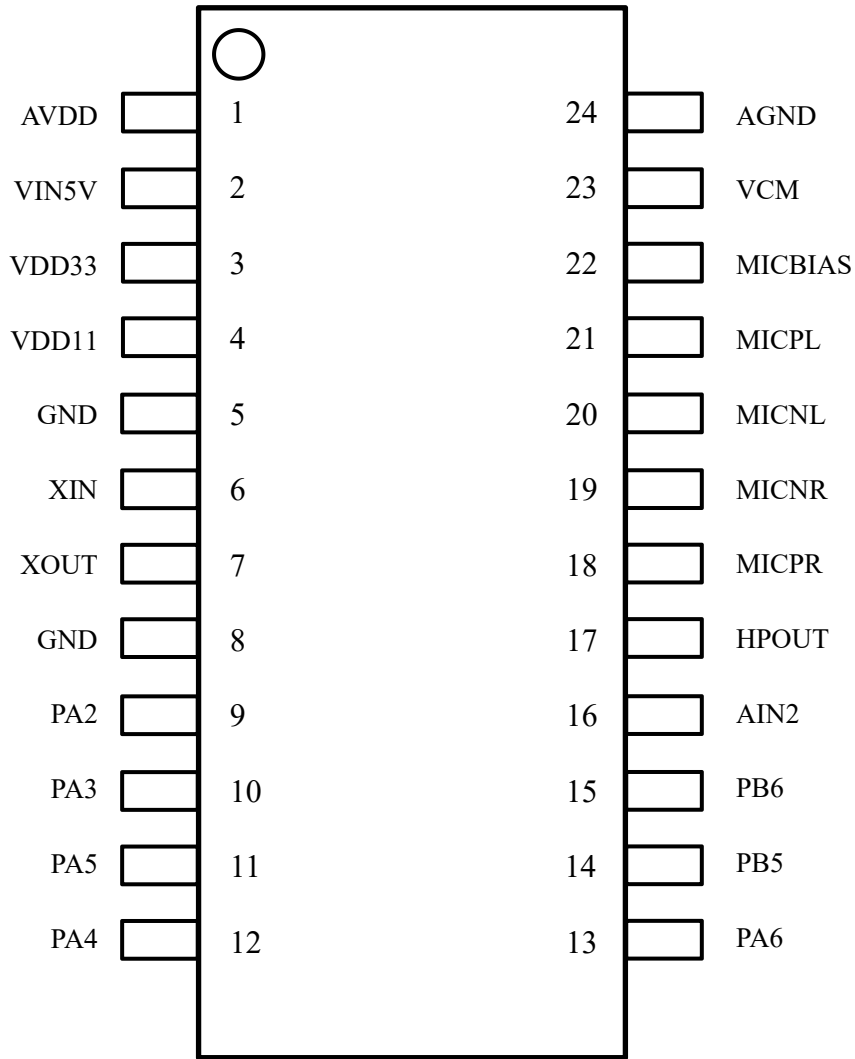 AVDD 1 24 AGND
VIN5V 2 23 VCM
VDD33 3 22 MICBIAS
VDD11 4 21 MICPL
GND 5 20 MICNL
XIN 6 19 MICNR
XOUT 7 18 MICPR
GND 8 17 HPOUT
PA2 9 16 AIN2
PA3 10 15 PB6
PA5 11 14 PB5
PA4 12 13 PA6